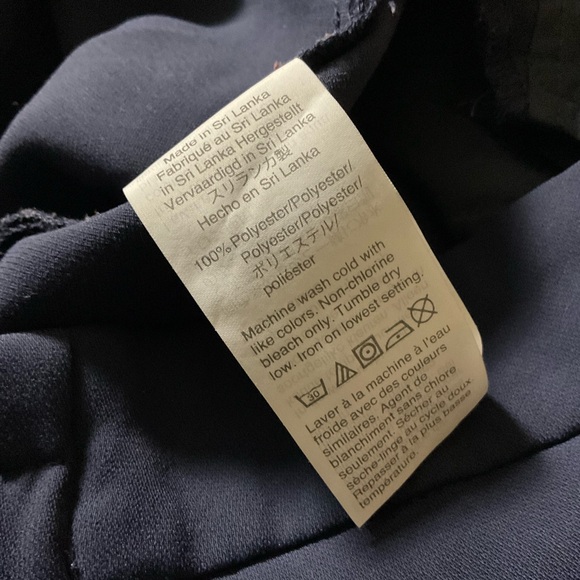 Made in Sri Lanka
Fabriqué au Sri Lanka
in Sri Lanka Hergestellt
Vervaardigd in Sri Lanka
スリランカ製
Hecho en Sri Lanka
100% Polyester/Polyester/
Polyester/Polyester/
ポリエステル/
poliéster
Machine wash cold with
like colors. Non-chlorine
bleach only. Tumble dry
low. Iron on lowest setting.
30
Laver à la machine à l'eau
froide avec des couleurs
similaires. Agent de
blanchiment sans chlore
seulement. Sécher au
sèche-linge au cycle doux.
Repasser à la plus basse
température.